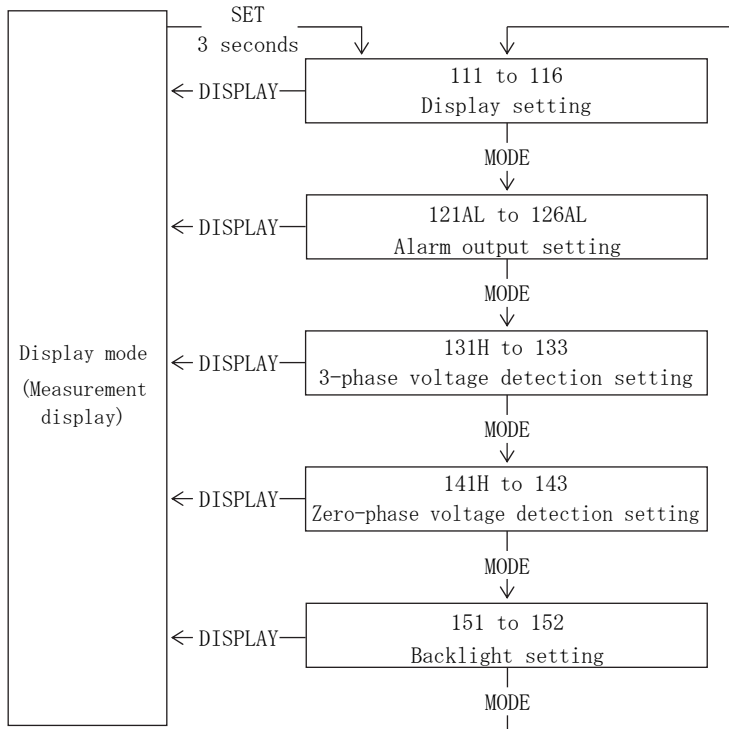 SET
3 seconds
111 to 116
DISPLAY
Display setting
MODE
121AL to 126AL
DISPLAY
Alarm output setting
MODE
131H to 133
Display mode
DISPLAY
3-phase voltage detection setting
(Measurement
display)
MODE
141H to 143
DISPLAY
Zero-phase voltage detection setting
MODE
151 to 152
DISPLAY
Backlight setting
MODE